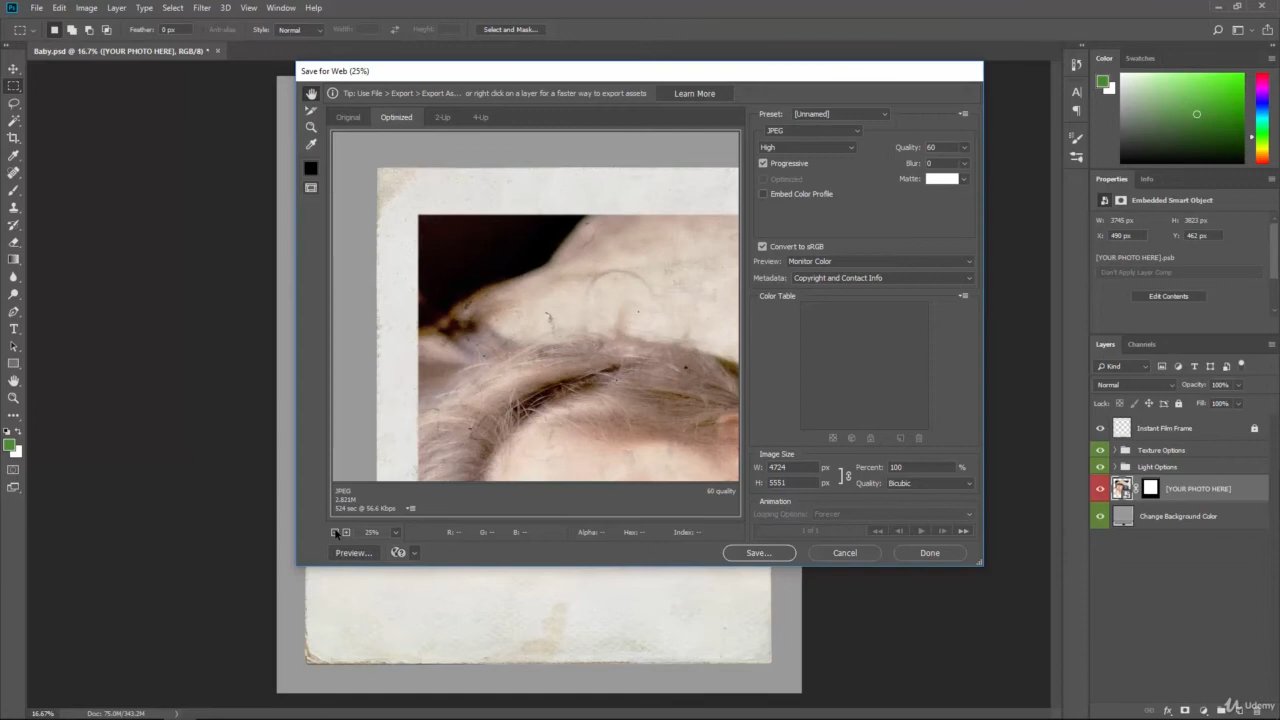 Ps File Edit Image Layer Type Select Filter 3D View Window Help
Feather: 0 px Anti-alias Style: Normal Width: Height: Select and Mask...
Baby.psd @ 16.7% ([YOUR PHOTO HERE], RGB/8) * ×
Save for Web (25%)
Tip: Use File > Export > Export As... or right click on a layer for a faster way to export assets Learn More
Original Optimized 2-Up 4-Up
JPEG
2.821M
524 sec @ 56.6 Kbps
60 quality
25% R: -- G: -- B: -- Alpha: -- Hex: -- Index: --
Preview...
Preset: [Unnamed]
JPEG
High Quality: 60
Progressive Blur: 0
Optimized Matte:
Embed Color Profile
Convert to sRGB
Preview: Monitor Color
Metadata: Copyright and Contact Info
Color Table
Image Size
W: 4724 px Percent: 100 %
H: 5551 px Quality: Bicubic
Animation
Looping Options: Forever
1 of 1
Save... Cancel Done
Color Swatches
Properties Info
Embedded Smart Object
W: 3745 px H: 3823 px
X: 490 px Y: 462 px
[YOUR PHOTO HERE].psb
Don't Apply Layer Comp
Edit Contents
Layers Channels
Kind
Normal Opacity: 100%
Lock: Fill: 100%
Instant Film Frame
Texture Options
Light Options
[YOUR PHOTO HERE]
Change Background Color
16.67% Doc: 75.0M/343.2M
Udemy